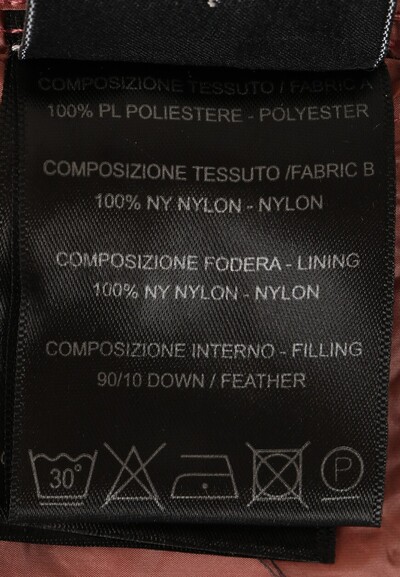 COMPOSIZIONE TESSUTO / FABRIC A
100% PL POLIESTERE - POLYESTER
COMPOSIZIONE TESSUTO /FABRIC B
100% NY NYLON - NYLON
COMPOSIZIONE FODERA - LINING
100% NY NYLON - NYLON
COMPOSIZIONE INTERNO - FILLING
90/10 DOWN / FEATHER
30° P